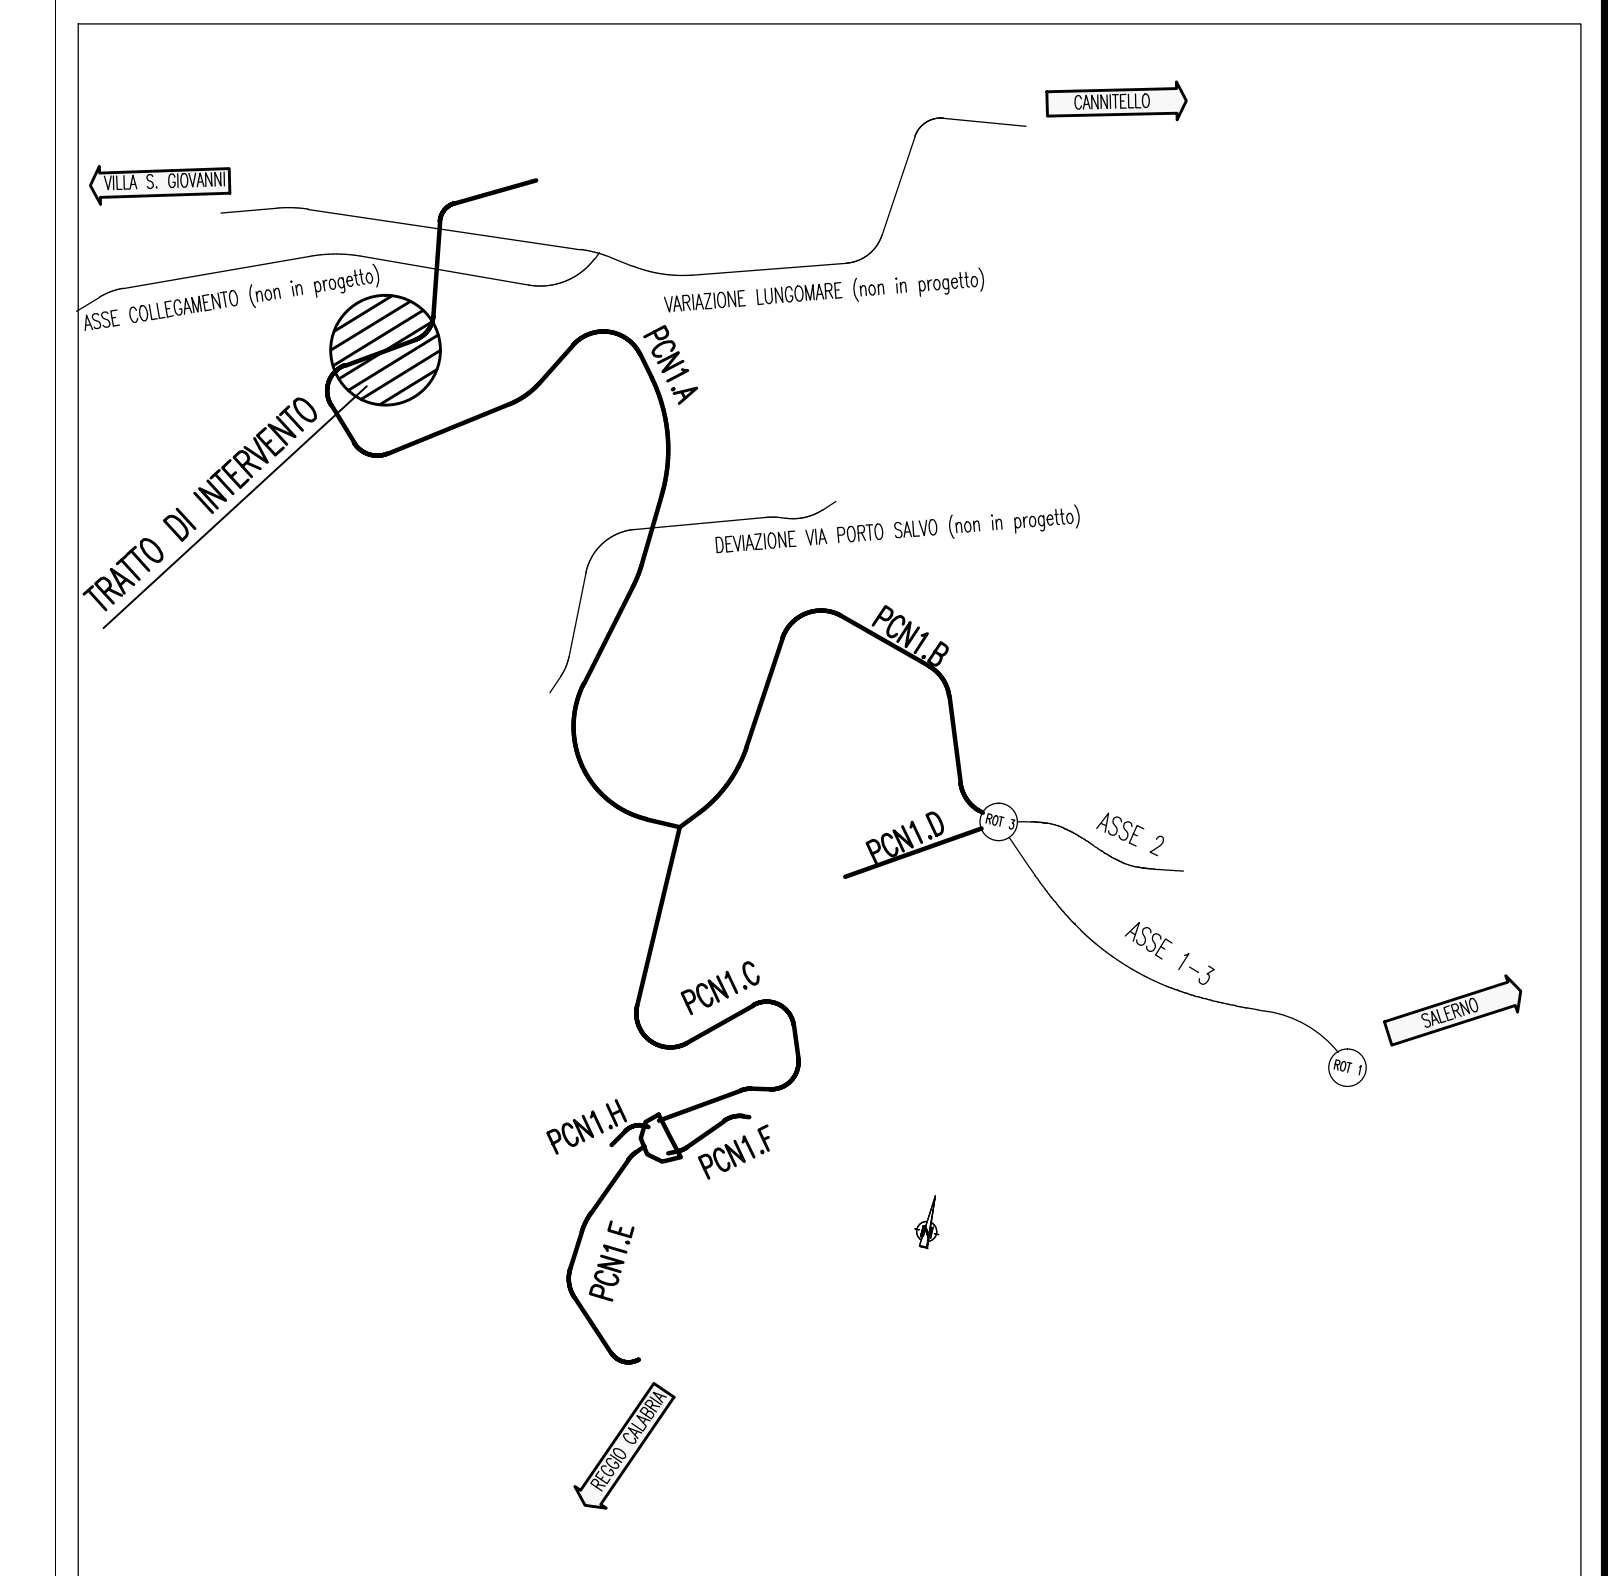 CANNITELLO
VILLA S. GIOVANNI
ASSE COLLEGAMENTO (non in progetto)
VARIAZIONE LUNGOMARE (non in progetto)
PCN1.A
TRATTO DI INTERVENTO
DEVIAZIONE VIA PORTO SALVO (non in progetto)
PCN1.B
PCN1.D
ROT 3
ASSE 2
ASSE 1-3
PCN1.C
SALERNO
ROT 1
PCN1.H
PCN1.F
N
PCN1.E
REGGIO CALABRIA